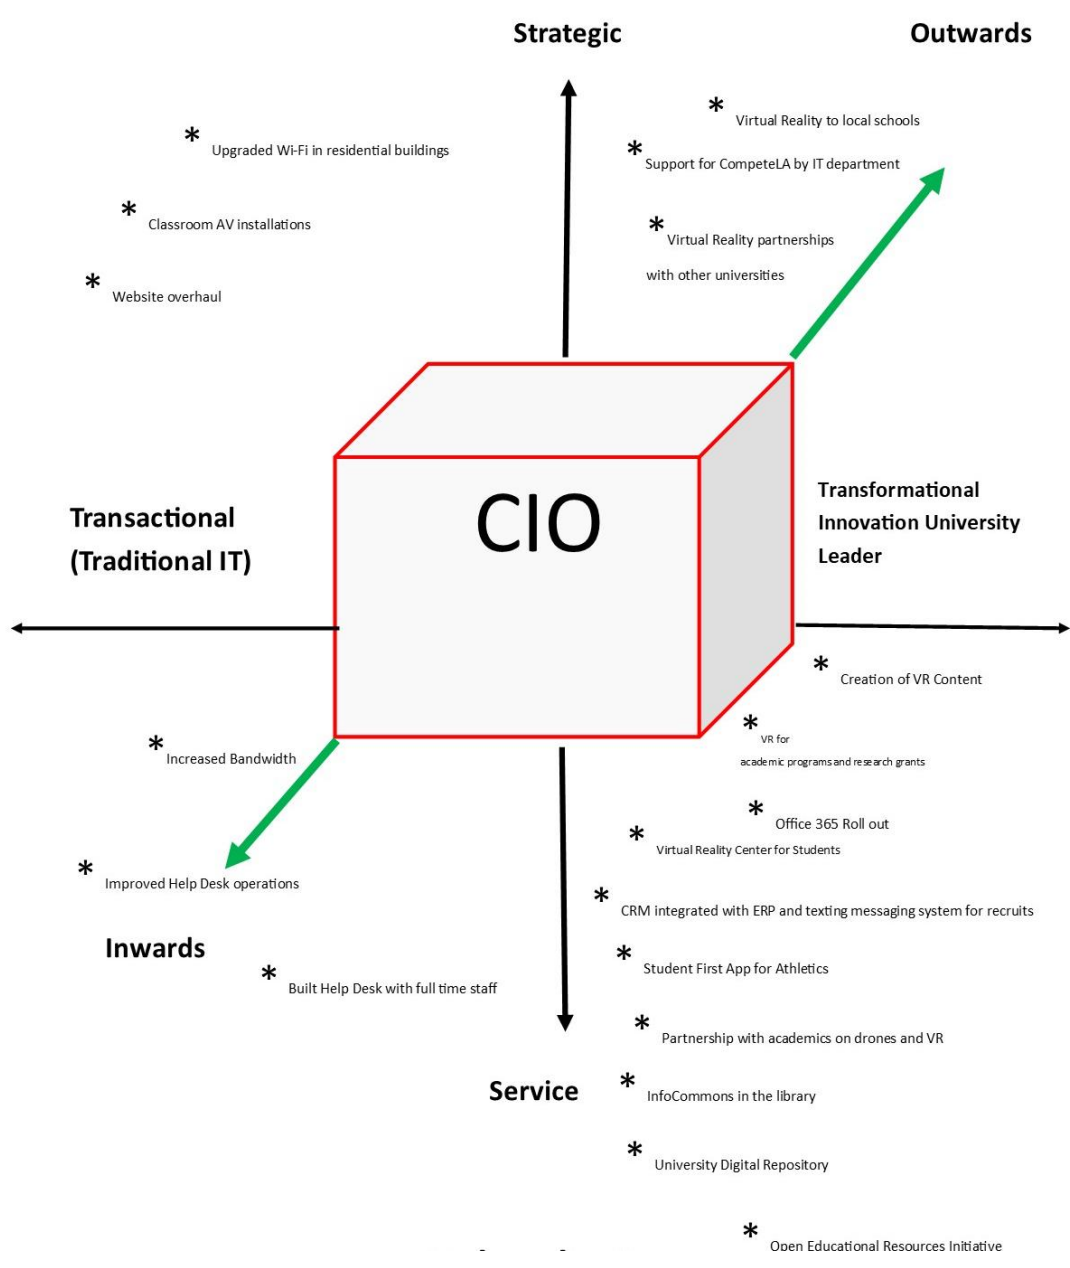 Strategic
Outwards
* Virtual Reality to local schools
* Upgraded Wi-Fi in residential buildings
* Support for CompeteLA by IT department
* Classroom AV installations
* Virtual Reality partnerships
with other universities
* Website overhaul
CIO
Transactional
(Traditional IT)
Transformational
Innovation University
Leader
* Creation of VR Content
* VR for
academic programs and research grants
* Increased Bandwidth
* Office 365 Roll out
* Virtual Reality Center for Students
* Improved Help Desk operations
* CRM integrated with ERP and texting messaging system for recruits
Inwards
* Student First App for Athletics
* Built Help Desk with full time staff
* Partnership with academics on drones and VR
Service
* InfoCommons in the library
* University Digital Repository
* Open Educational Resources Initiative